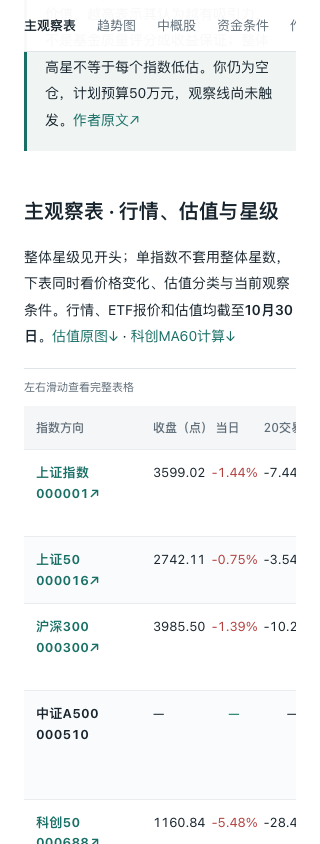 主观察表 趋势图 中概股 资金条件
高星不等于每个指数低估。你仍为空
仓，计划预算50万元，观察线尚未触
发。作者原文↗
主观察表 · 行情、估值与星级
整体星级见开头；单指数不套用整体星数，
下表同时看价格变化、估值分类与当前观察
条件。行情、ETF报价和估值均截至10月30
日。估值原图↓ · 科创MA60计算↓
左右滑动查看完整表格
指数方向 收盘（点） 当日 20交易
上证指数 3599.02 -1.44% -7.44
000001↗
上证50 2742.11 -0.75% -3.54
000016↗
沪深300 3985.50 -1.39% -10.2
000300↗
中证A500 — — —
000510
科创50 1160.84 -5.48% -28.4
000688↗